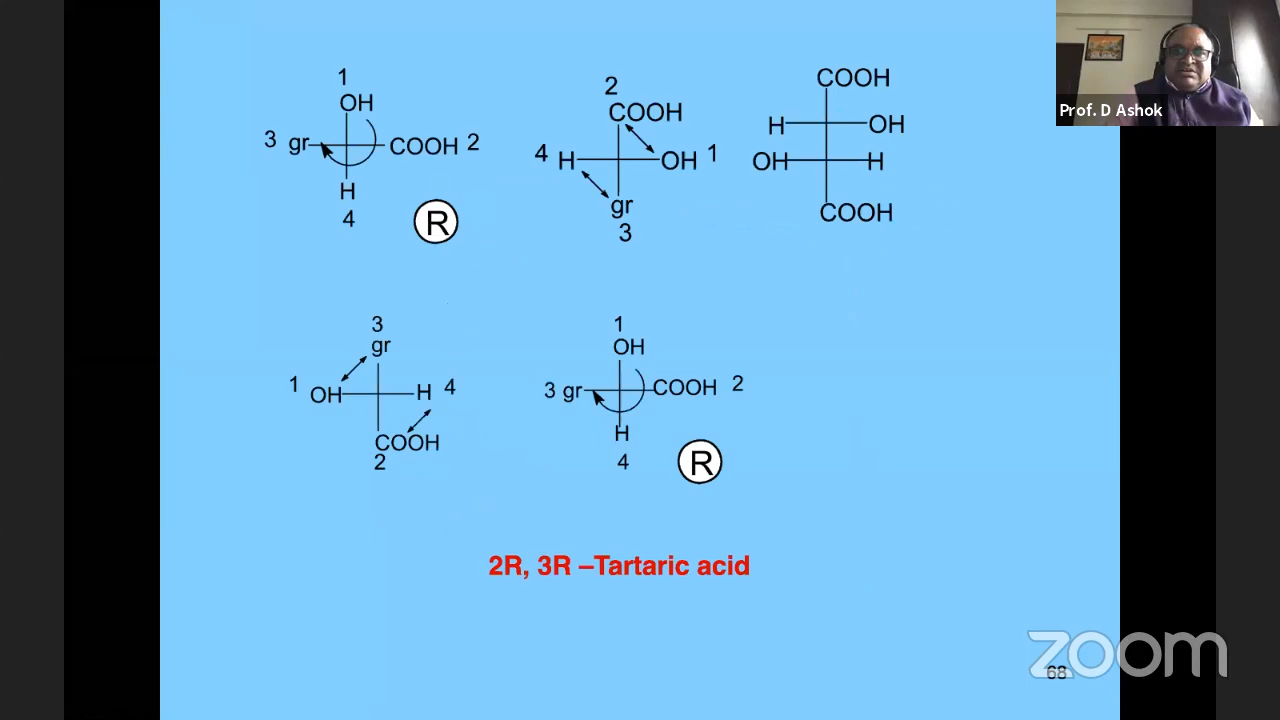 1
OH
3 gr COOH 2
H
4
R
2
COOH
4 H OH 1
gr
3
COOH
H OH
OH H
COOH
Prof. D Ashok
3
gr
1 OH H 4
COOH
2
1
OH
3 gr COOH 2
H
4
R
2R, 3R –Tartaric acid
zoom
68